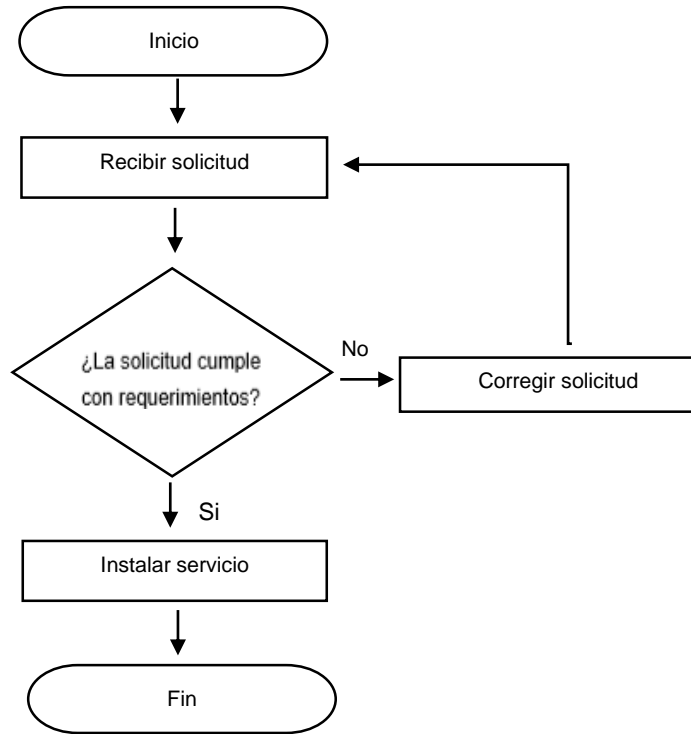 Inicio
Recibir solicitud
¿La solicitud cumple
con requerimientos?
No
Corregir solicitud
Si
Instalar servicio
Fin